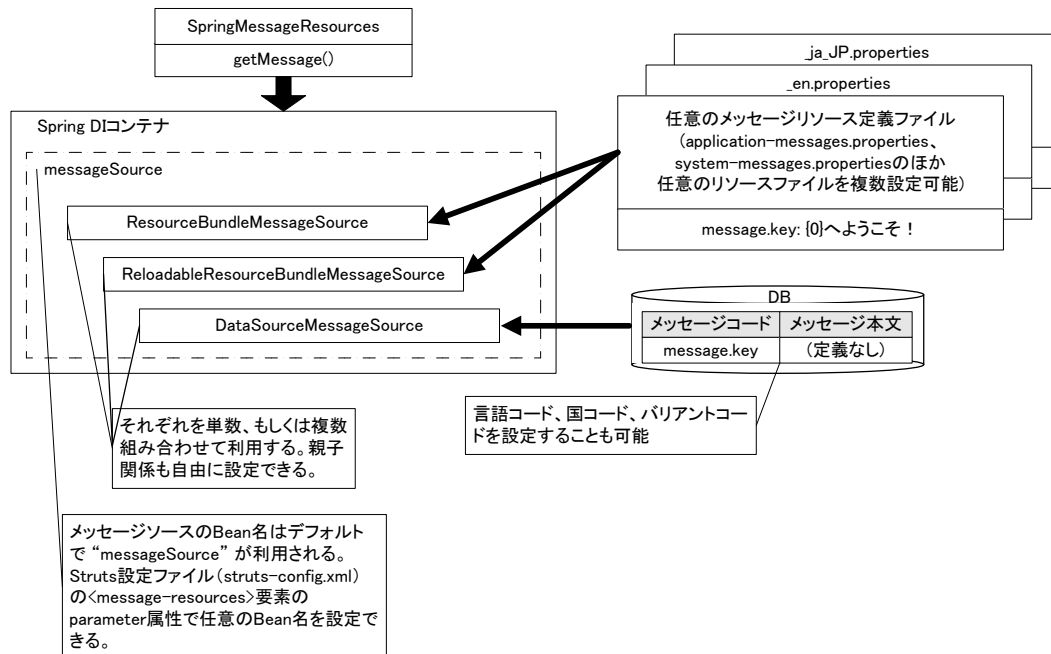 SpringMessageResources
getMessage()
_ja_JP.properties
_en.properties
任意のメッセージリソース定義ファイル
（application-messages.properties、
system-messages.propertiesのほか
任意のリソースファイルを複数設定可能）
message.key: {0}へようこそ！
Spring DIコンテナ
messageSource
ResourceBundleMessageSource
ReloadableResourceBundleMessageSource
DataSourceMessageSource
DB
メッセージコード メッセージ本文
message.key （定義なし）
言語コード、国コード、バリアントコー
ドを設定することも可能
それぞれを単数、もしくは複数
組み合わせて利用する。親子
関係も自由に設定できる。
メッセージソースのBean名はデフォルト
で “messageSource” が利用される。
Struts設定ファイル（struts-config.xml）
の<message-resources>要素の
parameter属性で任意のBean名を設定で
きる。